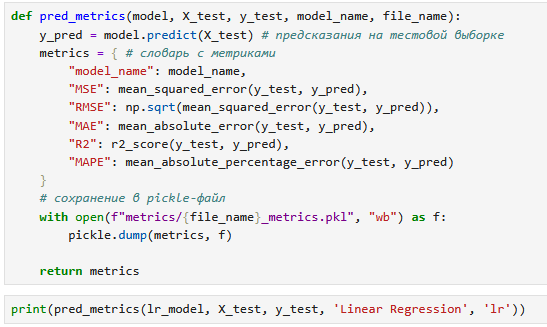 def pred_metrics(model, X_test, y_test, model_name, file_name):
    y_pred = model.predict(X_test) # предсказания на тестовой выборке
    metrics = { # словарь с метриками
        "model_name": model_name,
        "MSE": mean_squared_error(y_test, y_pred),
        "RMSE": np.sqrt(mean_squared_error(y_test, y_pred)),
        "MAE": mean_absolute_error(y_test, y_pred),
        "R2": r2_score(y_test, y_pred),
        "MAPE": mean_absolute_percentage_error(y_test, y_pred)
    }
    # сохранение в pickle-файл
    with open(f"metrics/{file_name}_metrics.pkl", "wb") as f:
        pickle.dump(metrics, f)
    return metrics
print(pred_metrics(lr_model, X_test, y_test, 'Linear Regression', 'lr'))